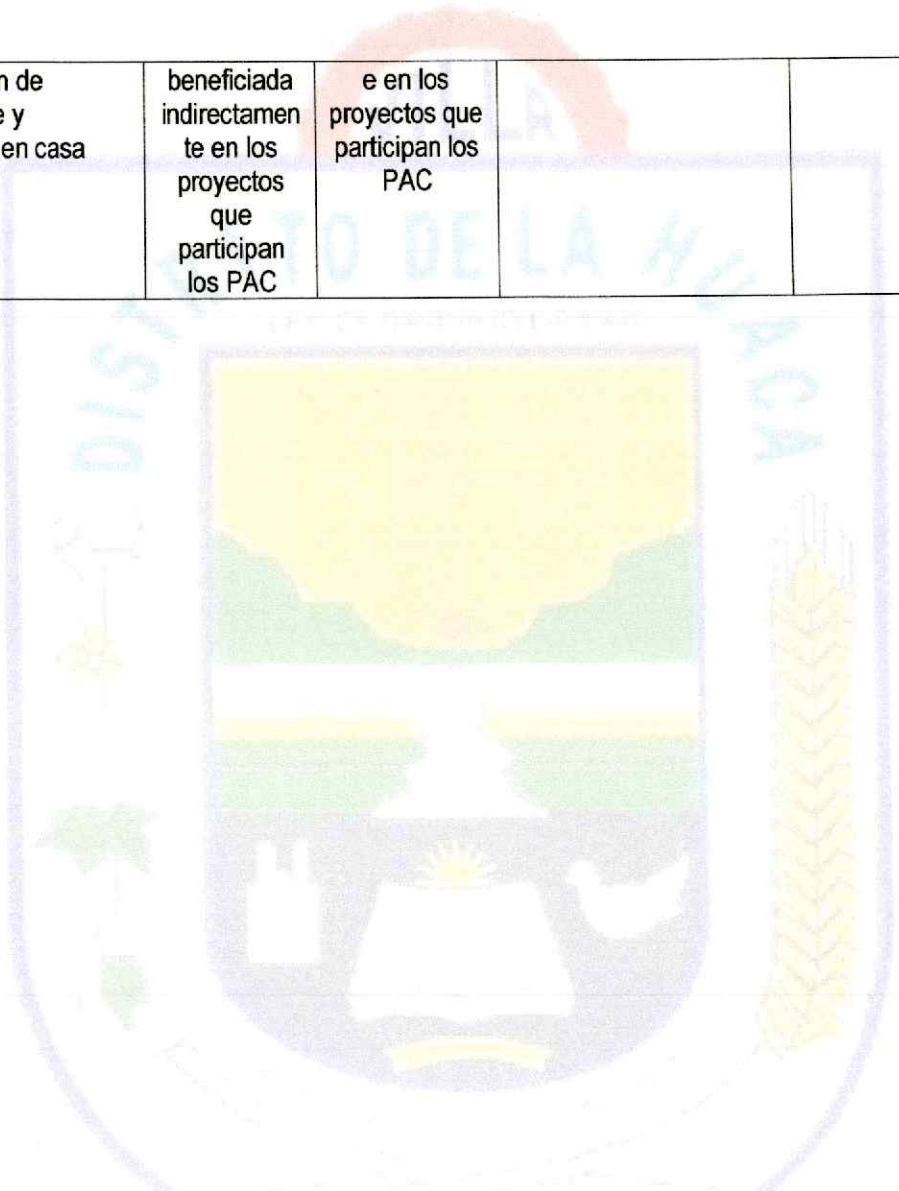 n de
e y
en casa
beneficiada
indirectamen
te en los
proyectos
que
participan
los PAC
e en los
proyectos que
participan los
PAC
VILLA
DISTRITO DE LA HUACA